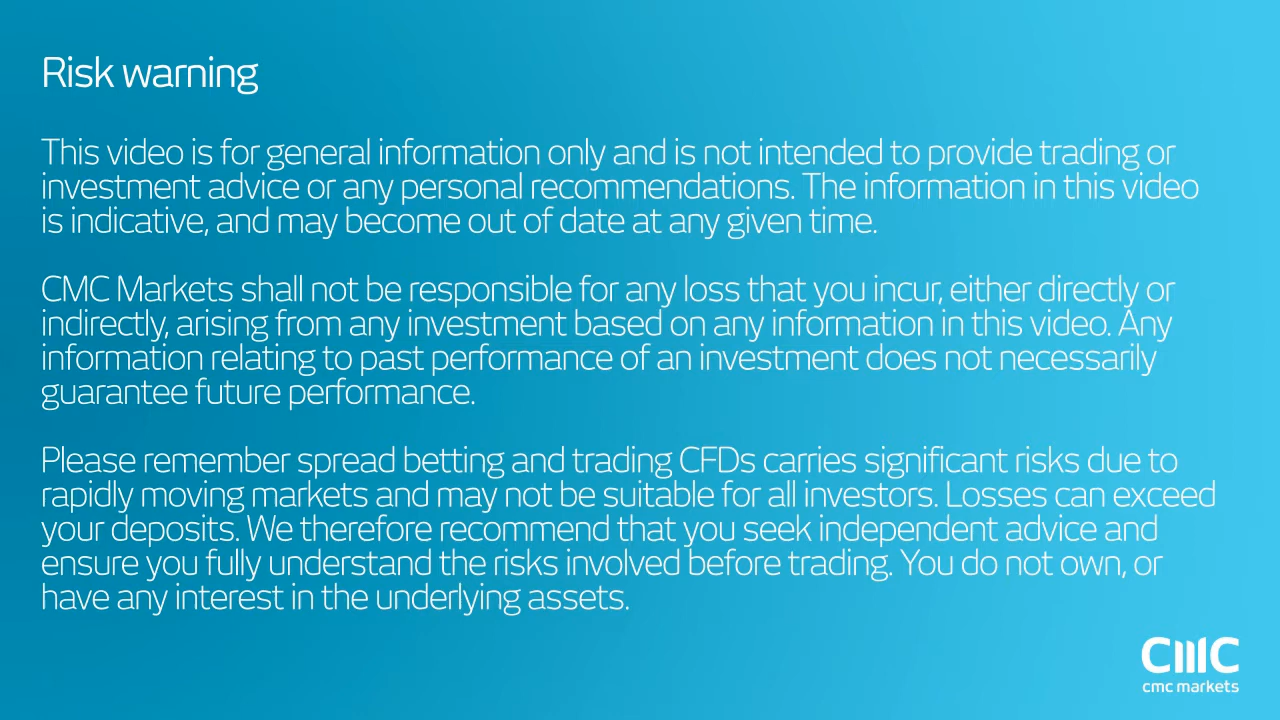 Risk warning
This video is for general information only and is not intended to provide trading or
investment advice or any personal recommendations. The information in this video
is indicative, and may become out of date at any given time.
CMC Markets shall not be responsible for any loss that you incur, either directly or
indirectly, arising from any investment based on any information in this video. Any
information relating to past performance of an investment does not necessarily
guarantee future performance.
Please remember spread betting and trading CFDs carries significant risks due to
rapidly moving markets and may not be suitable for all investors. Losses can exceed
your deposits. We therefore recommend that you seek independent advice and
ensure you fully understand the risks involved before trading. You do not own, or
have any interest in the underlying assets.
CMC
cmc markets